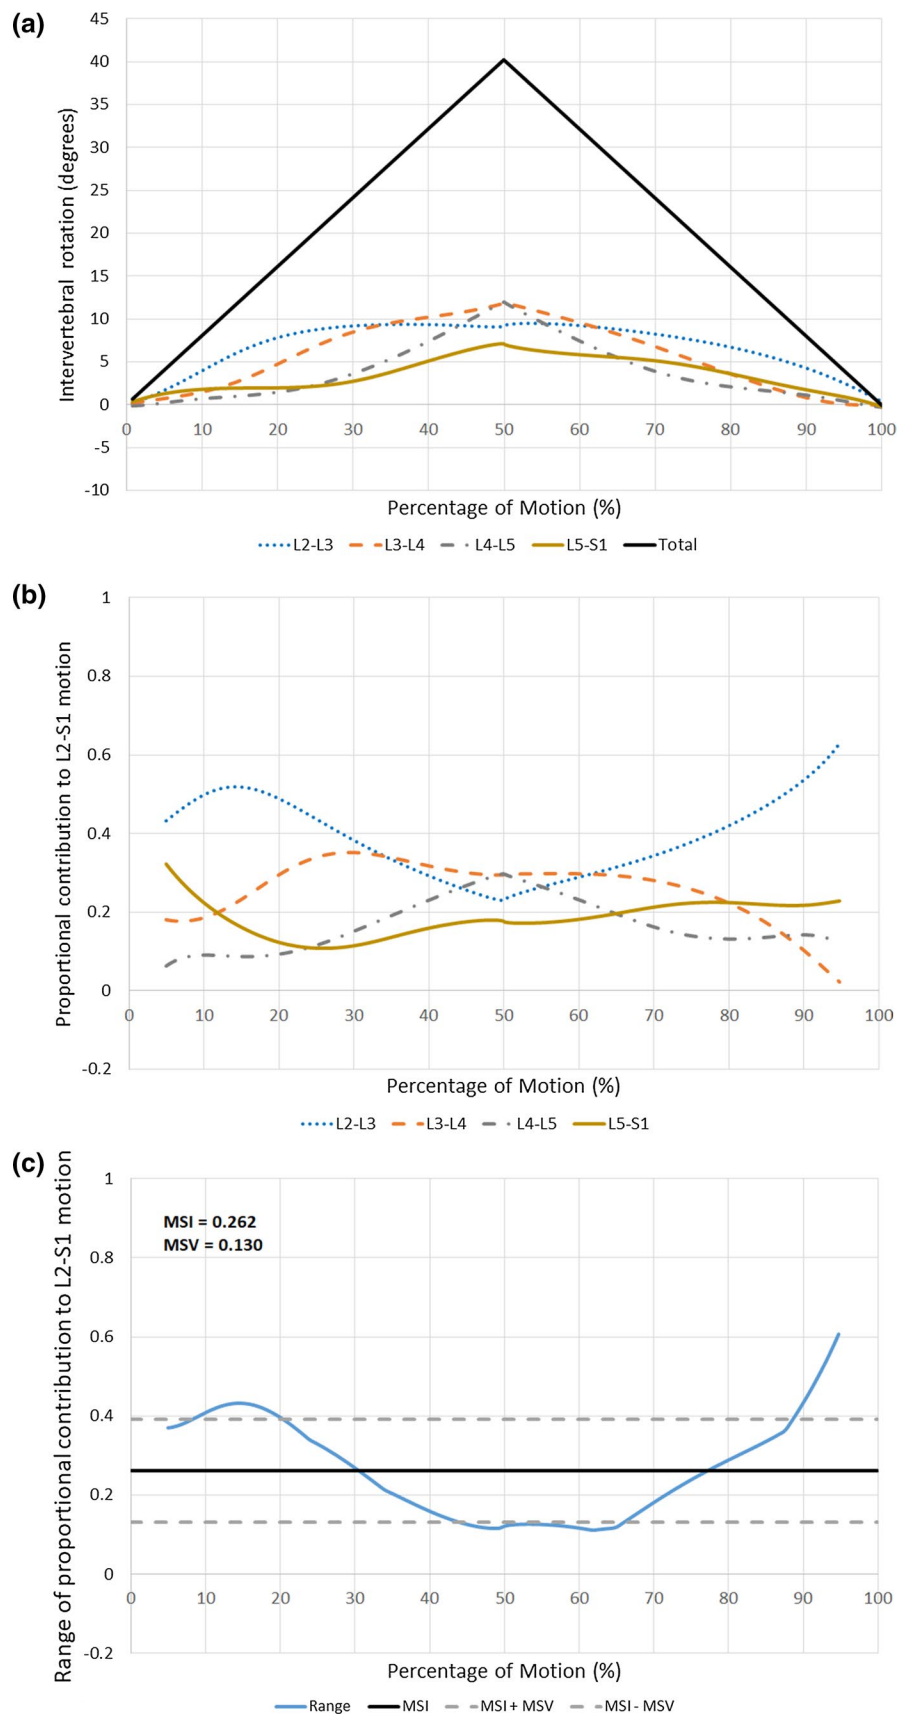 (a)
Intervertebral rotation (degrees)
45
40
35
30
25
20
15
10
5
0
-5
-10
0 10 20 30 40 50 60 70 80 90 100
Percentage of Motion (%)
L2-L3 L3-L4 L4-L5 L5-S1 Total
(b)
Proportional contribution to L2-S1 motion
1
0.8
0.6
0.4
0.2
0
-0.2
0 10 20 30 40 50 60 70 80 90 100
Percentage of Motion (%)
L2-L3 L3-L4 L4-L5 L5-S1
(c)
Range of proportional contribution to L2-S1 motion
1
0.8
0.6
0.4
0.2
0
-0.2
MSI = 0.262
MSV = 0.130
0 10 20 30 40 50 60 70 80 90 100
Percentage of Motion (%)
Range MSI MSI + MSV MSI - MSV